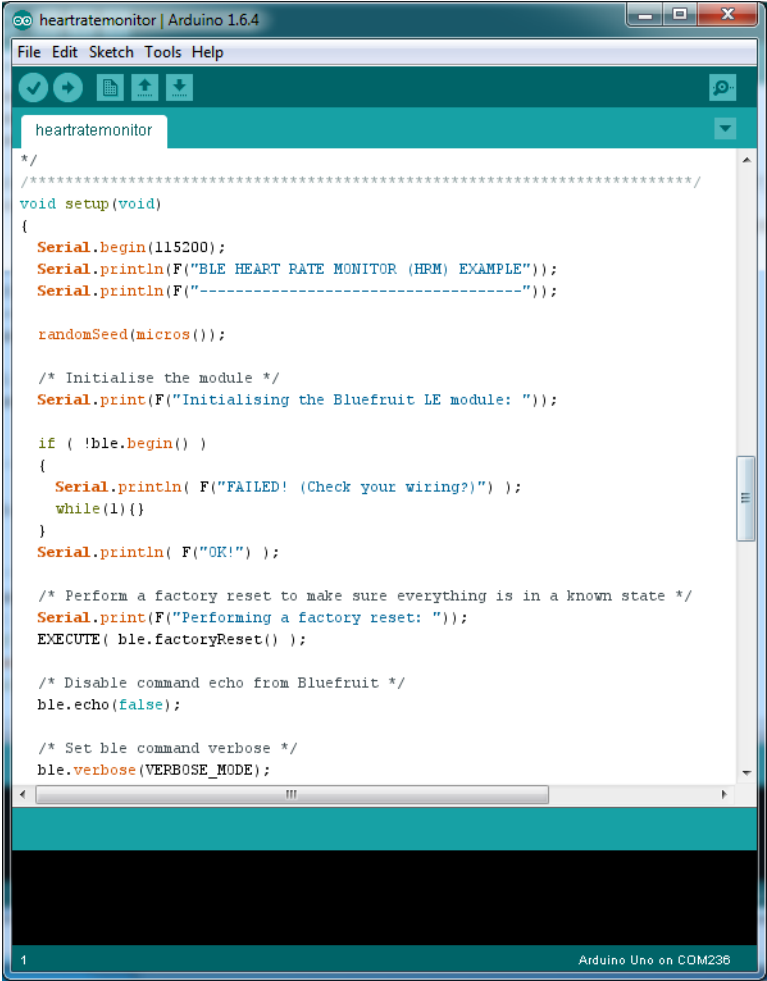 heartratemonitor | Arduino 1.6.4
File Edit Sketch Tools Help
heartratemonitor
*/
/**************************************************************************/
void setup(void)
{
  Serial.begin(115200);
  Serial.println(F("BLE HEART RATE MONITOR (HRM) EXAMPLE"));
  Serial.println(F("------------------------------------"));
  randomSeed(micros());
  /* Initialise the module */
  Serial.print(F("Initialising the Bluefruit LE module: "));
  if ( !ble.begin() )
  {
    Serial.println( F("FAILED! (Check your wiring?)") );
    while(1){}
  }
  Serial.println( F("OK!") );
  /* Perform a factory reset to make sure everything is in a known state */
  Serial.print(F("Performing a factory reset: "));
  EXECUTE( ble.factoryReset() );
  /* Disable command echo from Bluefruit */
  ble.echo(false);
  /* Set ble command verbose */
  ble.verbose(VERBOSE_MODE);
1
Arduino Uno on COM236